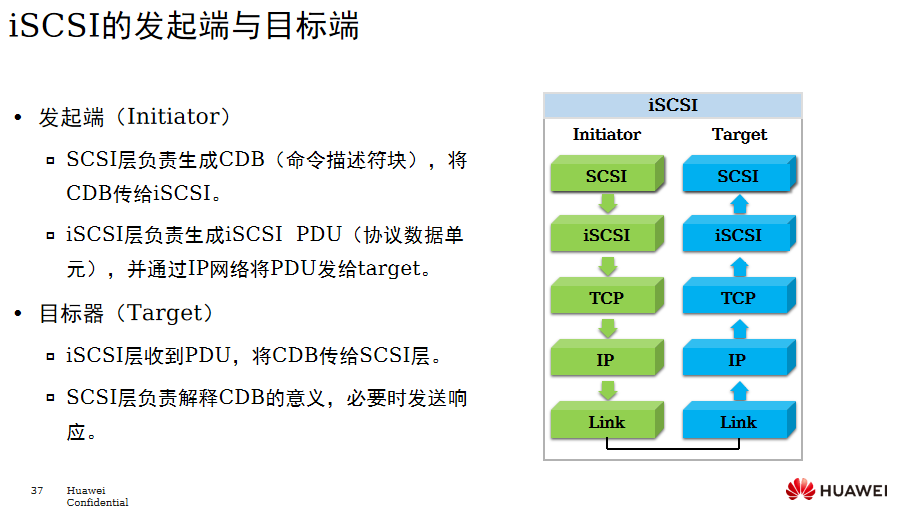 iSCSI的发起端与目标端
• 发起端（Initiator）
SCSI层负责生成CDB（命令描述符块），将
CDB传给iSCSI。
iSCSI层负责生成iSCSI PDU（协议数据单
元），并通过IP网络将PDU发给target。
• 目标器（Target）
iSCSI层收到PDU，将CDB传给SCSI层。
SCSI层负责解释CDB的意义，必要时发送响
应。
iSCSI
Initiator Target
SCSI SCSI
iSCSI iSCSI
TCP TCP
IP IP
Link Link
37 Huawei
Confidential
HUAWEI